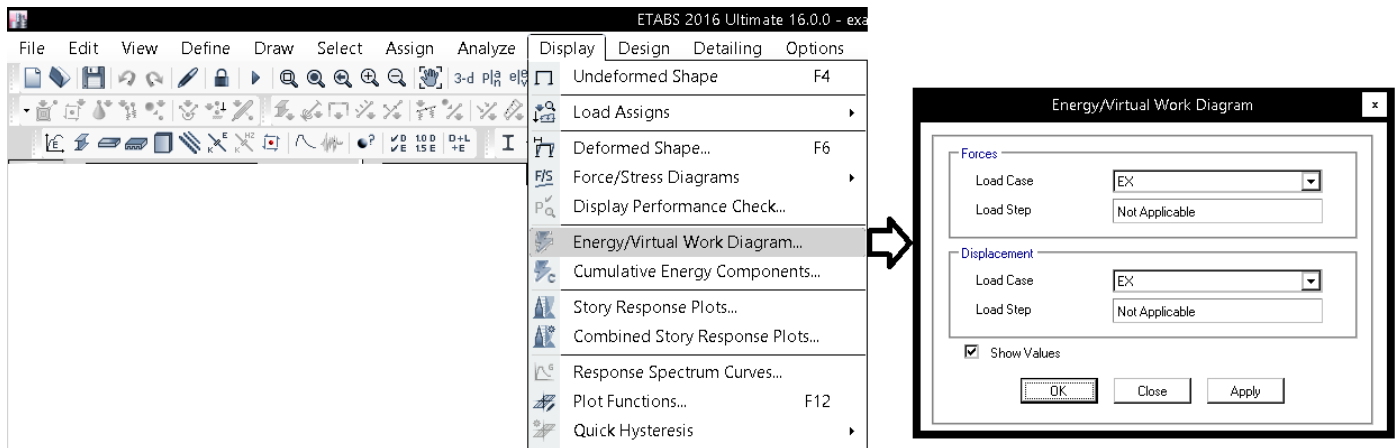 ETABS 2016 Ultimate 16.0.0 - exa
File Edit View Define Draw Select Assign Analyze Display Design Detailing Options
3-d
Undeformed Shape F4
Load Assigns
Deformed Shape... F6
F/S Force/Stress Diagrams
Display Performance Check...
Energy/Virtual Work Diagram...
Cumulative Energy Components...
Story Response Plots...
Combined Story Response Plots...
Response Spectrum Curves...
Plot Functions... F12
Quick Hysteresis
Energy/Virtual Work Diagram
Forces
Load Case EX
Load Step Not Applicable
Displacement
Load Case EX
Load Step Not Applicable
Show Values
OK Close Apply